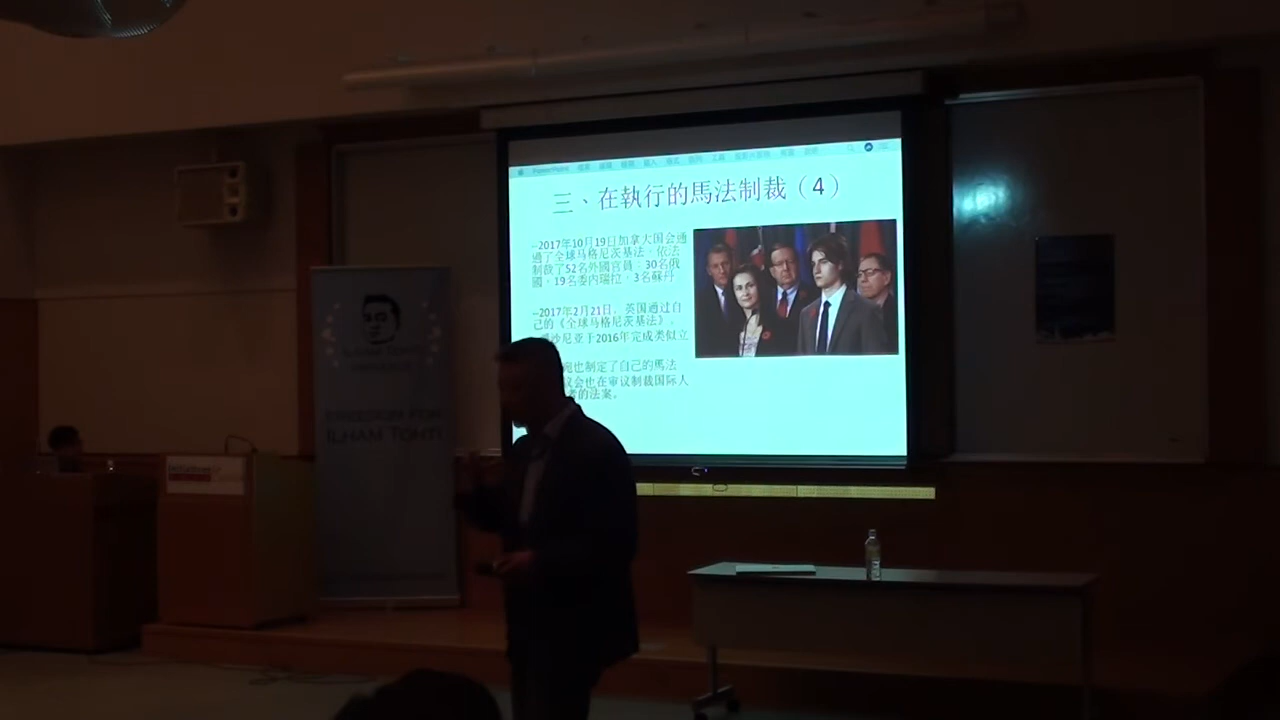 PowerPoint
三、在執行的馬法制裁（4）
–2017年10月19日加拿大国会通
過了全球马格尼茨基法，依法
制裁了52名外國官員，30名俄
國，19名委內瑞拉，3名蘇丹
–2017年2月21日，英国通过自
己的《全球马格尼茨基法》。
沙尼亚于2016年完成类似立
也制定了自己的馬法
议会也在审议制裁国际人
者的法案。
FREEDOM FOR
ILHAM TOHTI